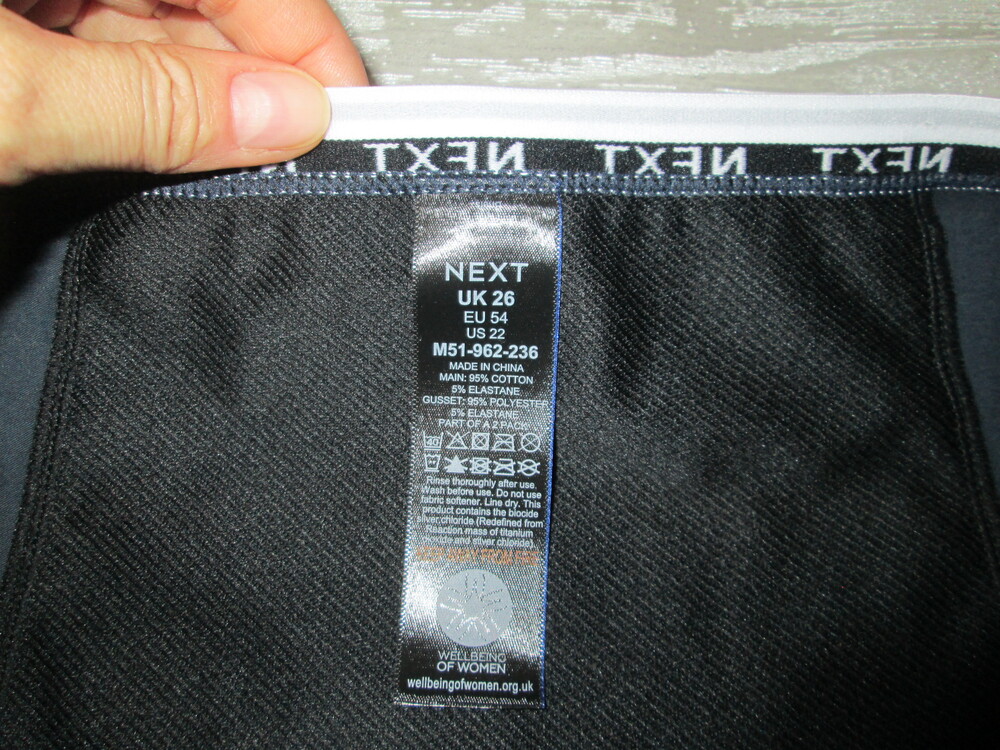 NEXT NEXT NEXT
NEXT
UK 26
EU 54
US 22
M51-962-236
MADE IN CHINA
MAIN: 95% COTTON
5% ELASTANE
GUSSET: 95% POLYESTER
5% ELASTANE
PART OF A 2 PACK
40
Rinse thoroughly after use.
Wash before use. Do not use
fabric softener. Line dry. This
product contains the biocide
silver chloride (Redefined from
Reaction mass of titanium
oxide and silver chloride)
WELLBEING
OF WOMEN
wellbeingofwomen.org.uk